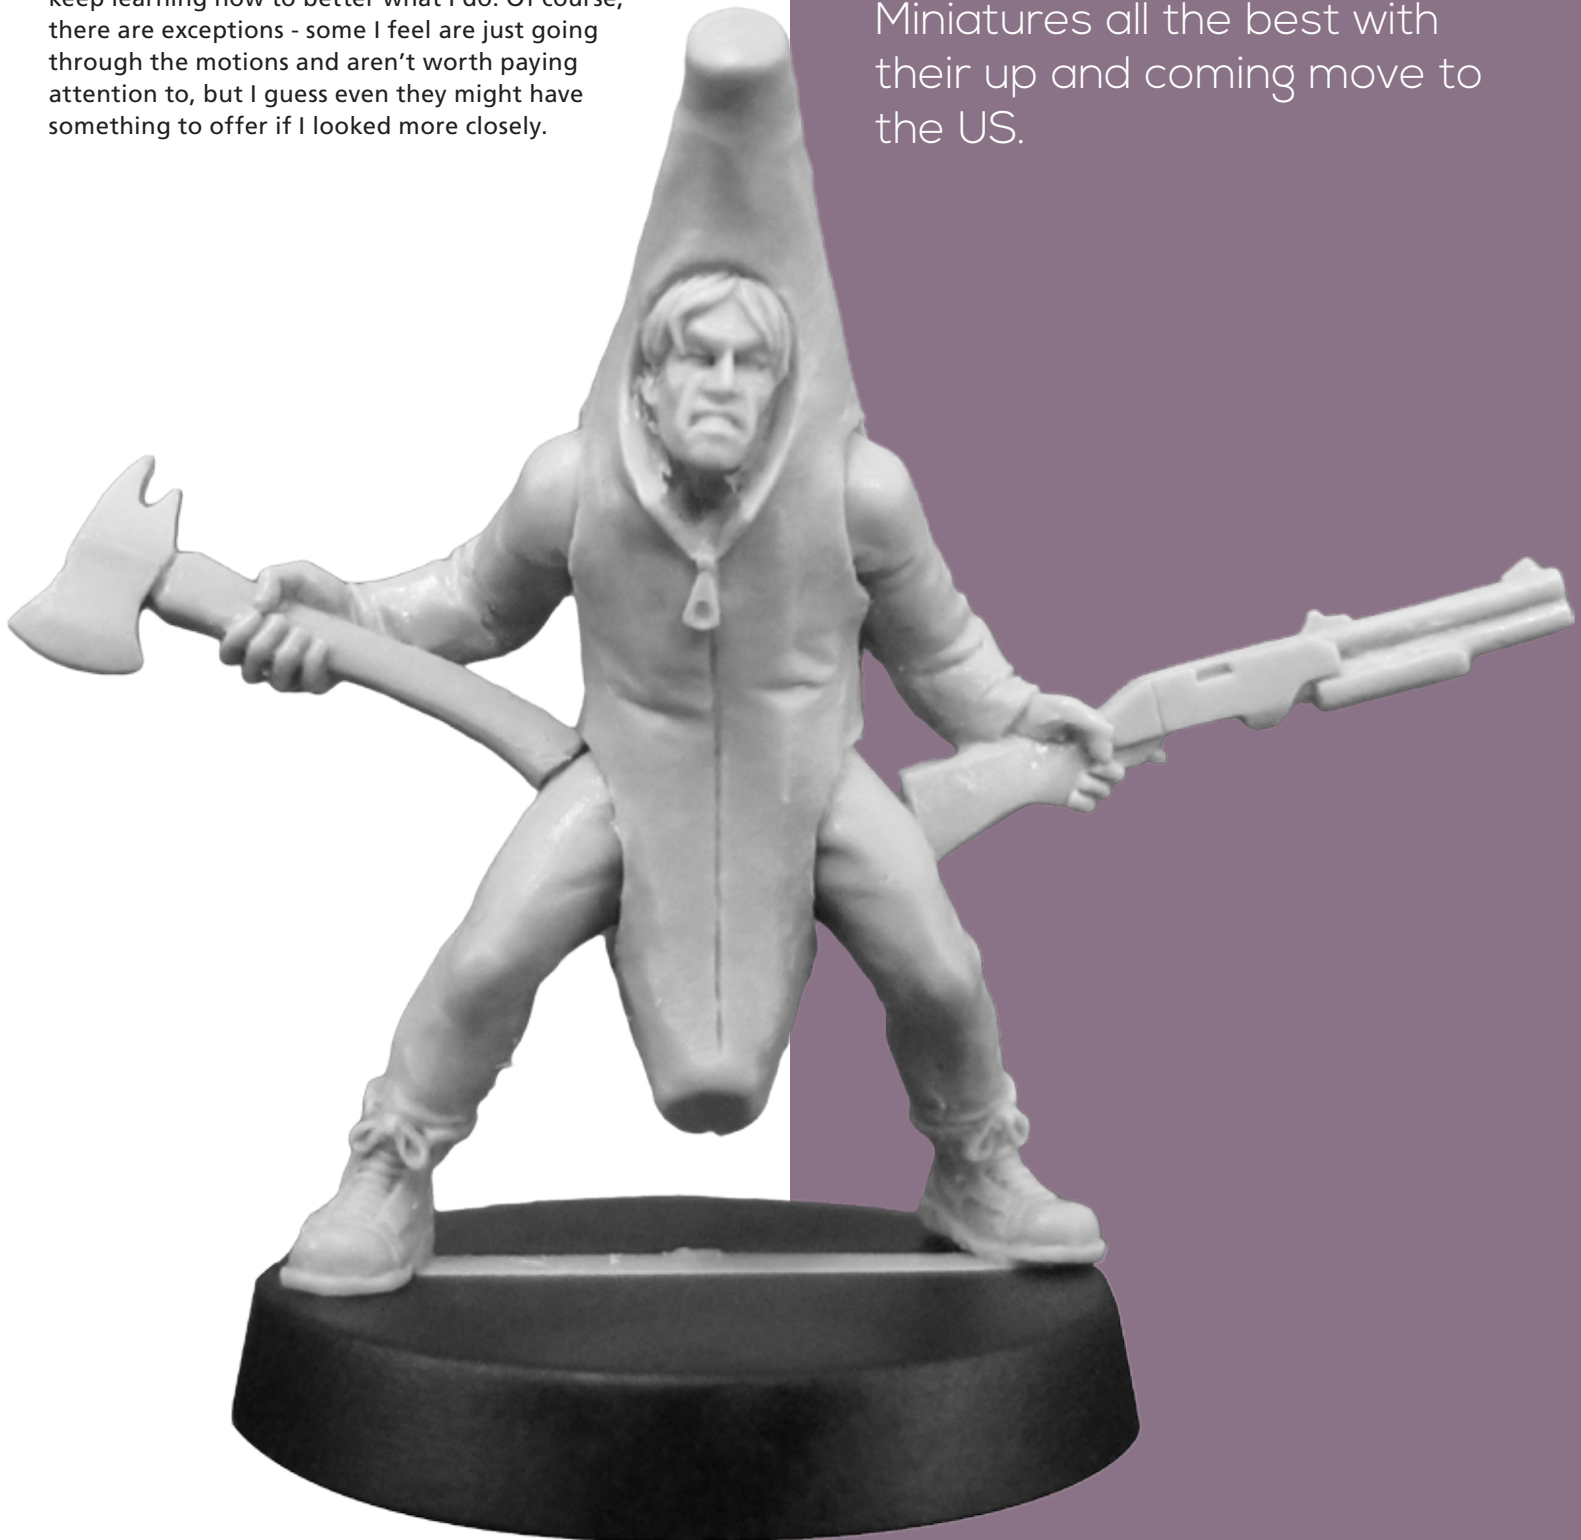 keep learning how to better what I do. Of course,
there are exceptions - some I feel are just going
through the motions and aren't worth paying
attention to, but I guess even they might have
something to offer if I looked more closely.
Miniatures all the best with
their up and coming move to
the US.